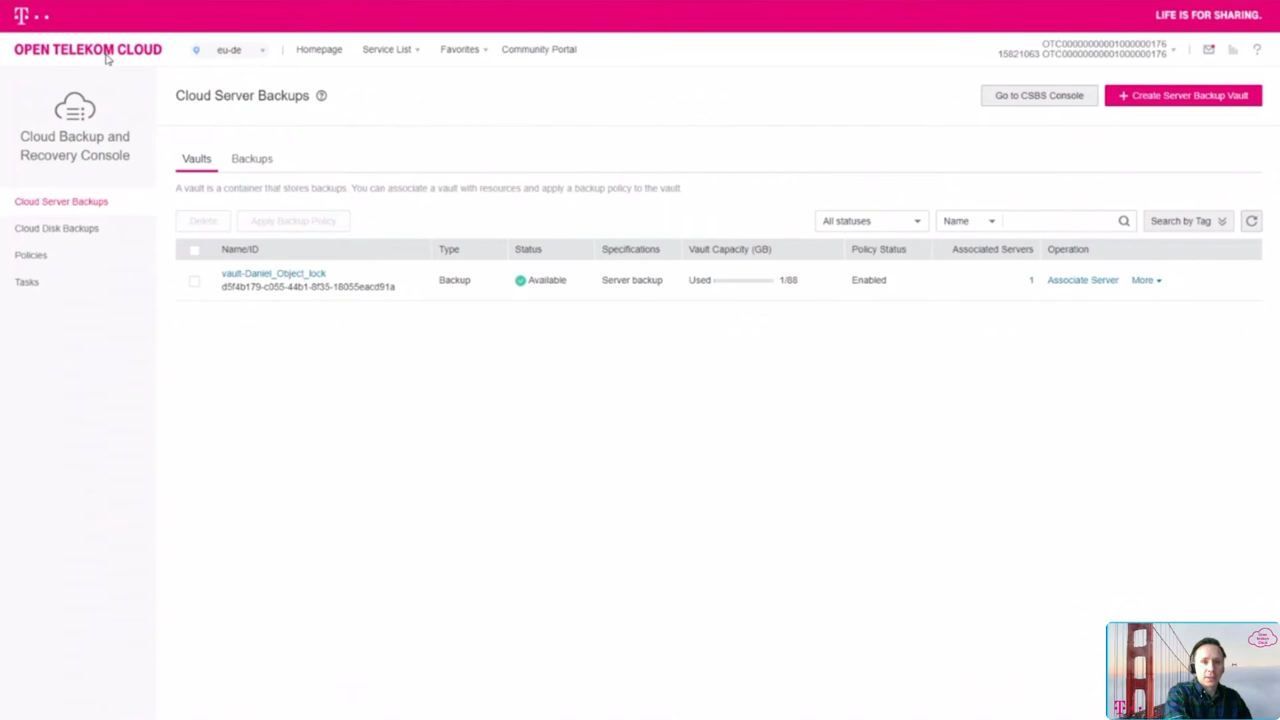 T
LIFE IS FOR SHARING.
OPEN TELEKOM CLOUD
eu-de
Homepage
Service List
Favorites
Community Portal
OTC00000000001000000176
15821063 OTC00000000001000000176
Cloud Backup and
Recovery Console
Cloud Server Backups
Cloud Disk Backups
Policies
Tasks
Cloud Server Backups
Go to CSBS Console
+ Create Server Backup Vault
Vaults
Backups
A vault is a container that stores backups. You can associate a vault with resources and apply a backup policy to the vault.
Delete
Apply Backup Policy
All statuses
Name
Search by Tag
Name/ID
Type
Status
Specifications
Vault Capacity (GB)
Policy Status
Associated Servers
Operation
vault-Daniel_Object_lock
d5f4b179-c055-44b1-8f35-18055eacd91a
Backup
Available
Server backup
Used
1/88
Enabled
1
Associate Server
More
Open
Telekom
Cloud
T